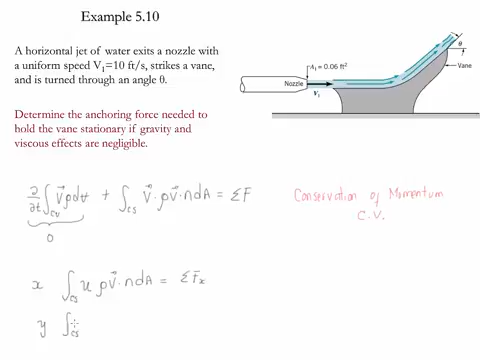 Example 5.10
A horizontal jet of water exits a nozzle with
a uniform speed V₁=10 ft/s, strikes a vane,
and is turned through an angle θ.
Determine the anchoring force needed to
hold the vane stationary if gravity and
viscous effects are negligible.
θ
Vane
A₁ = 0.06 ft²
Nozzle
V₁
∂/∂t ∫cv V⃗ρd∀ + ∫cs V⃗·ρV⃗·n dA = ΣF
0
Conservation of Momentum
C.V.
x ∫cs u ρV⃗·n dA = ΣFx
y ∫cs